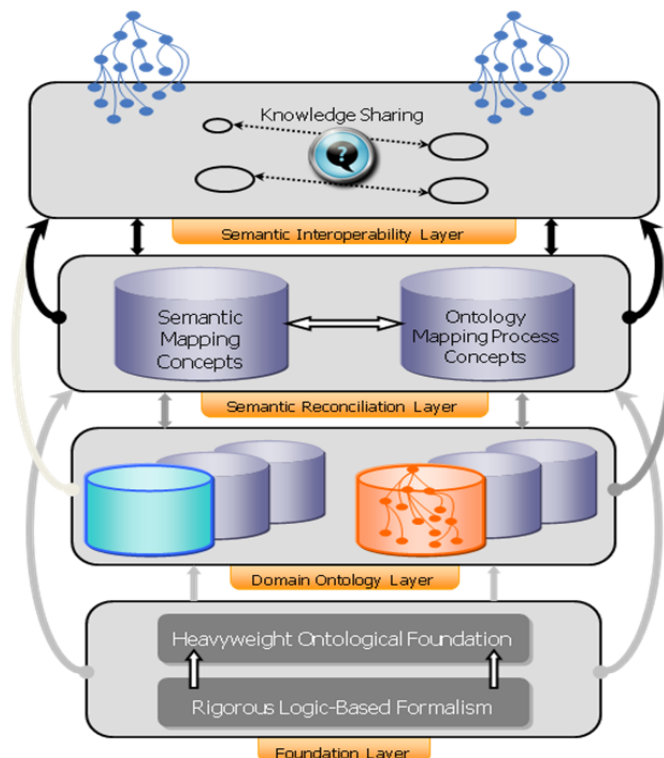 Knowledge Sharing
?
Semantic Interoperability Layer
Semantic
Mapping
Concepts
Ontology
Mapping Process
Concepts
Semantic Reconciliation Layer
Domain Ontology Layer
Heavyweight Ontological Foundation
Rigorous Logic-Based Formalism
Foundation Layer